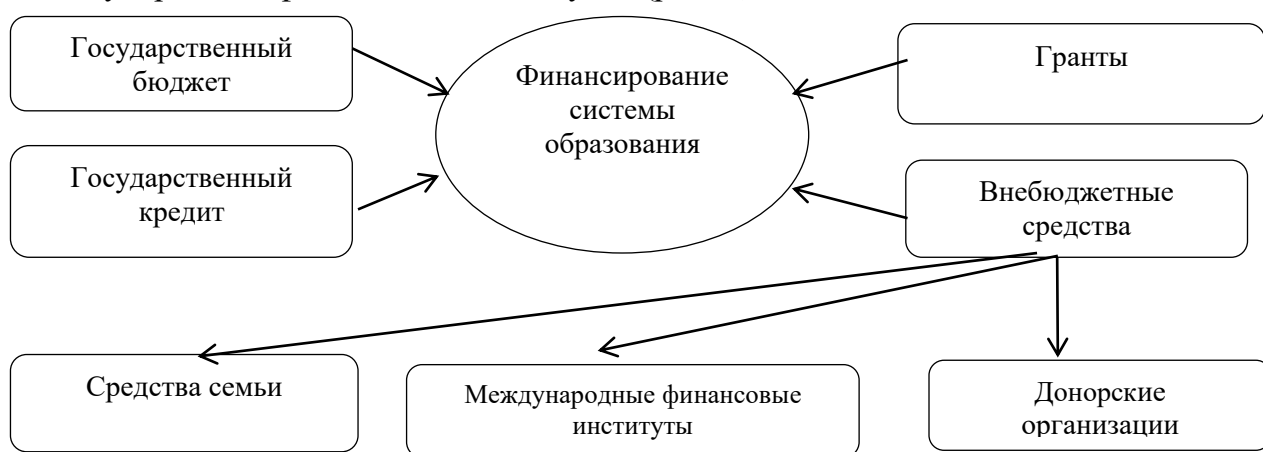 Государственный
бюджет
Финансирование
системы
образования
Гранты
Государственный
кредит
Внебюджетные
средства
Средства семьи
Международные финансовые
институты
Донорские
организации